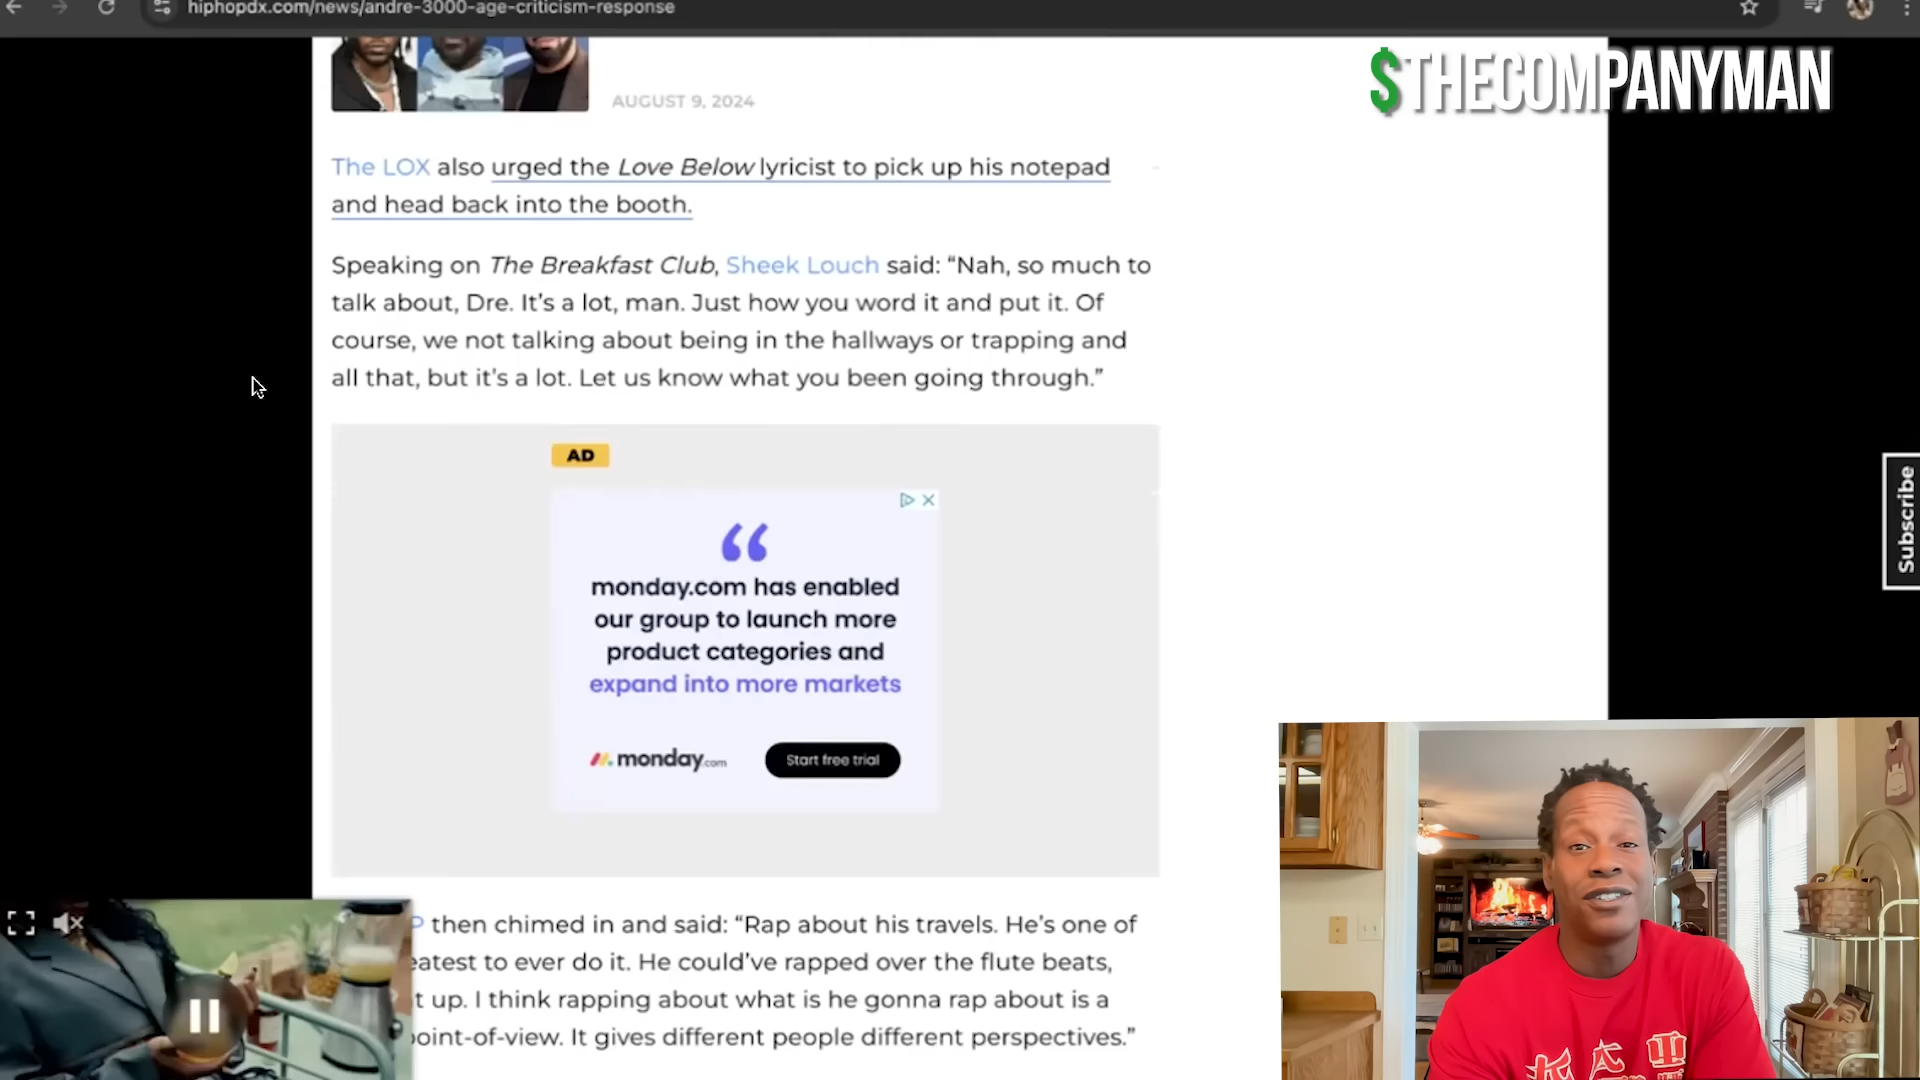 hiphopdx.com/news/andre-3000-age-criticism-response
$THECOMPANYMAN
AUGUST 9, 2024
The LOX also urged the Love Below lyricist to pick up his notepad
and head back into the booth.
Speaking on The Breakfast Club, Sheek Louch said: “Nah, so much to
talk about, Dre. It’s a lot, man. Just how you word it and put it. Of
course, we not talking about being in the hallways or trapping and
all that, but it’s a lot. Let us know what you been going through.”
AD
“
monday.com has enabled
our group to launch more
product categories and
expand into more markets
monday.com
Start free trial
Subscribe
P then chimed in and said: “Rap about his travels. He’s one of
eatest to ever do it. He could’ve rapped over the flute beats,
t up. I think rapping about what is he gonna rap about is a
point-of-view. It gives different people different perspectives.”